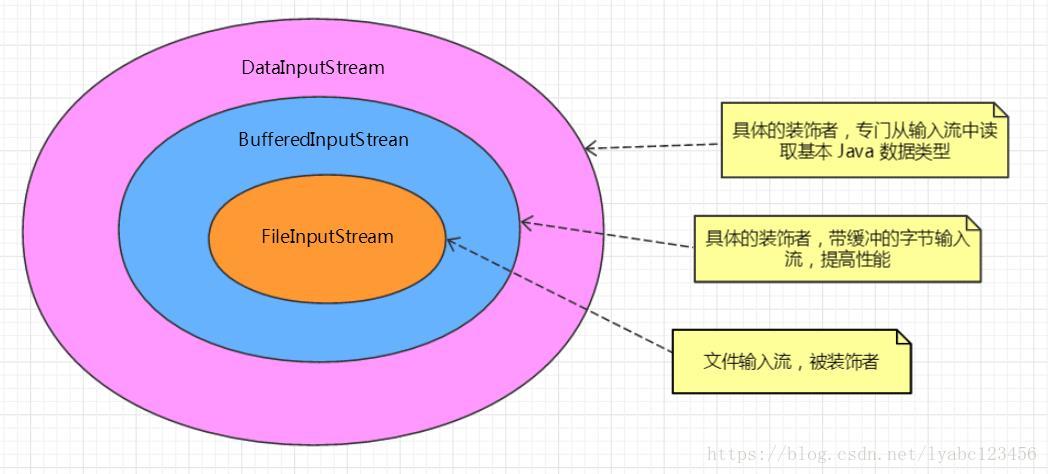 DataInputStream
具体的装饰者，专门从输入流中读
取基本 Java 数据类型
BufferedInputStrean
具体的装饰者，带缓冲的字节输入
流，提高性能
FileInputStream
文件输入流，被装饰者
https://blog.csdn.net/lyabc123456